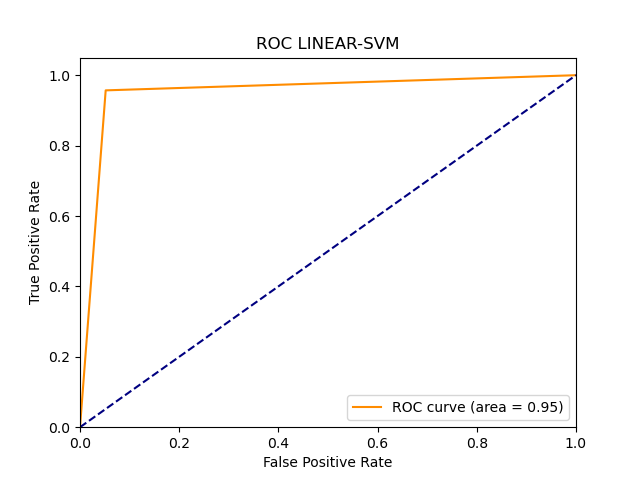 ROC LINEAR-SVM
True Positive Rate
1.0
0.8
0.6
0.4
0.2
0.0
ROC curve (area = 0.95)
0.0 0.2 0.4 0.6 0.8 1.0
False Positive Rate